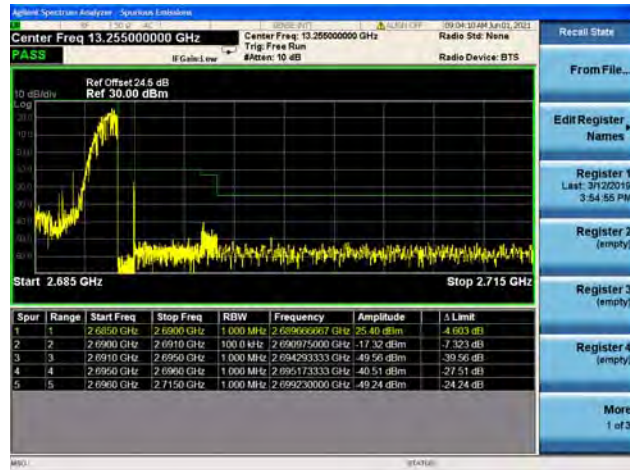 Agilent Spectrum Analyzer - Spurious Emissions
RF 50 Ω AC SENSE:INT ALIGN OFF 09:04:10 AM Jun 01, 2021
Center Freq 13.255000000 GHz
Center Freq: 13.255000000 GHz
Radio Std: None
PASS
IFGain:Low
Trig: Free Run
#Atten: 10 dB
Radio Device: BTS
Ref Offset 24.5 dB
10 dB/div Ref 30.00 dBm
Log
Start 2.685 GHz
Stop 2.715 GHz
Spur Range Start Freq Stop Freq RBW Frequency Amplitude Δ Limit
1 1 2.6850 GHz 2.6900 GHz 1.000 MHz 2.689666667 GHz 25.40 dBm -4.603 dB
2 2 2.6900 GHz 2.6910 GHz 100.0 kHz 2.690975000 GHz -17.32 dBm -7.323 dB
3 3 2.6910 GHz 2.6950 GHz 1.000 MHz 2.694293333 GHz -49.56 dBm -39.56 dB
4 4 2.6950 GHz 2.6960 GHz 1.000 MHz 2.695173333 GHz -40.51 dBm -27.51 dB
5 5 2.6960 GHz 2.7150 GHz 1.000 MHz 2.699230000 GHz -49.24 dBm -24.24 dB
MSG
STATUS
Recall State
From File...
Edit Register
Names
Register 1
Last: 3/12/2019
3:54:55 PM
Register 2
(empty)
Register 3
(empty)
Register 4
(empty)
More
1 of 3